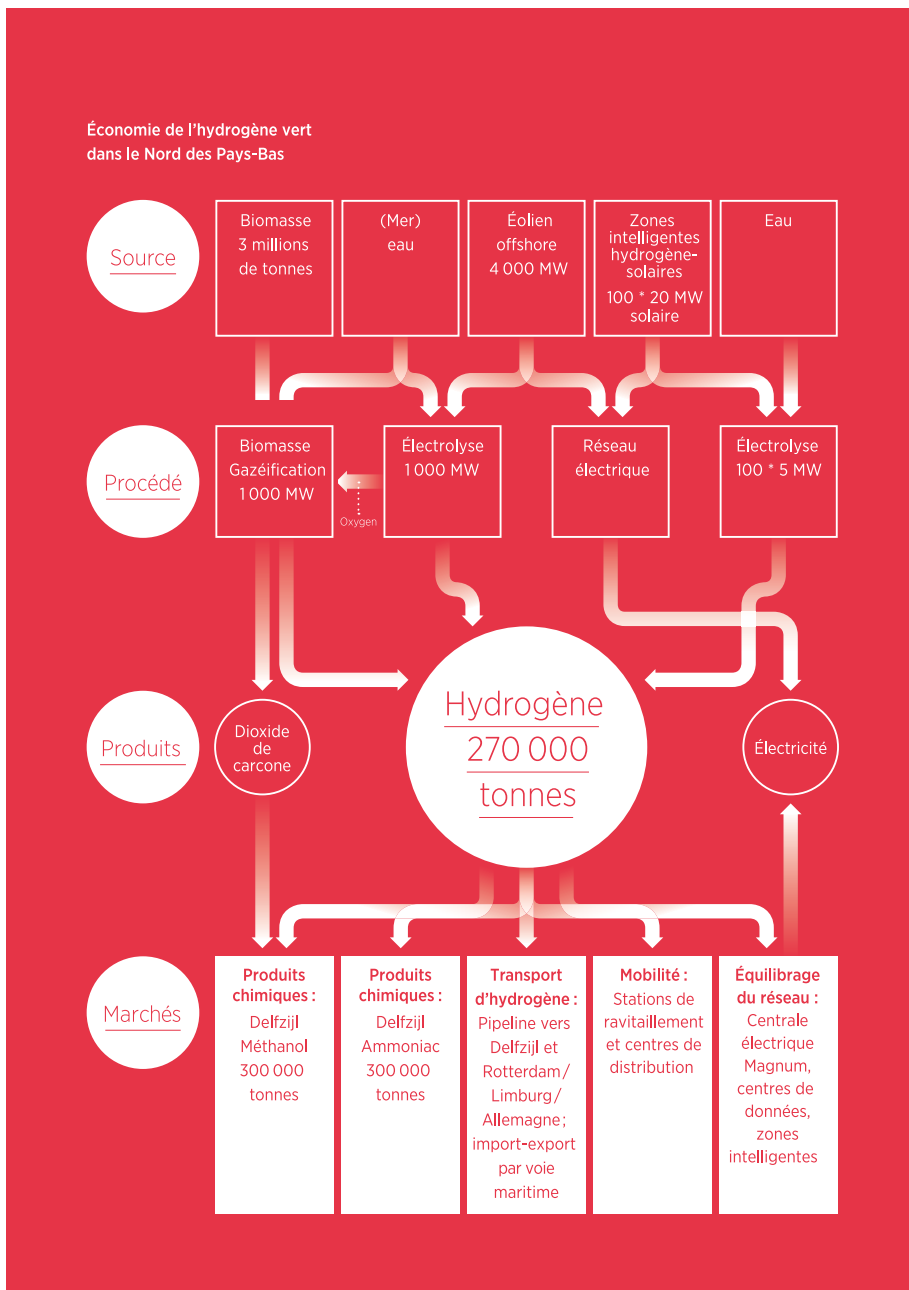 Économie de l'hydrogène vert
dans le Nord des Pays-Bas
Source
Biomasse
3 millions
de tonnes
(Mer)
eau
Éolien
offshore
4 000 MW
Zones
intelligentes
hydrogène-
solaires
100 * 20 MW
solaire
Eau
Procédé
Biomasse
Gazéification
1 000 MW
Oxygen
Électrolyse
1 000 MW
Réseau
électrique
Électrolyse
100 * 5 MW
Produits
Dioxide
de
carcone
Hydrogène
270 000
tonnes
Électricité
Marchés
Produits
chimiques :
Delfzijl
Méthanol
300 000
tonnes
Produits
chimiques :
Delfzijl
Ammoniac
300 000
tonnes
Transport
d'hydrogène :
Pipeline vers
Delfzijl et
Rotterdam/
Limburg/
Allemagne ;
import-export
par voie
maritime
Mobilité :
Stations de
ravitaillement
et centres de
distribution
Équilibrage
du réseau :
Centrale
électrique
Magnum,
centres de
données,
zones
intelligentes